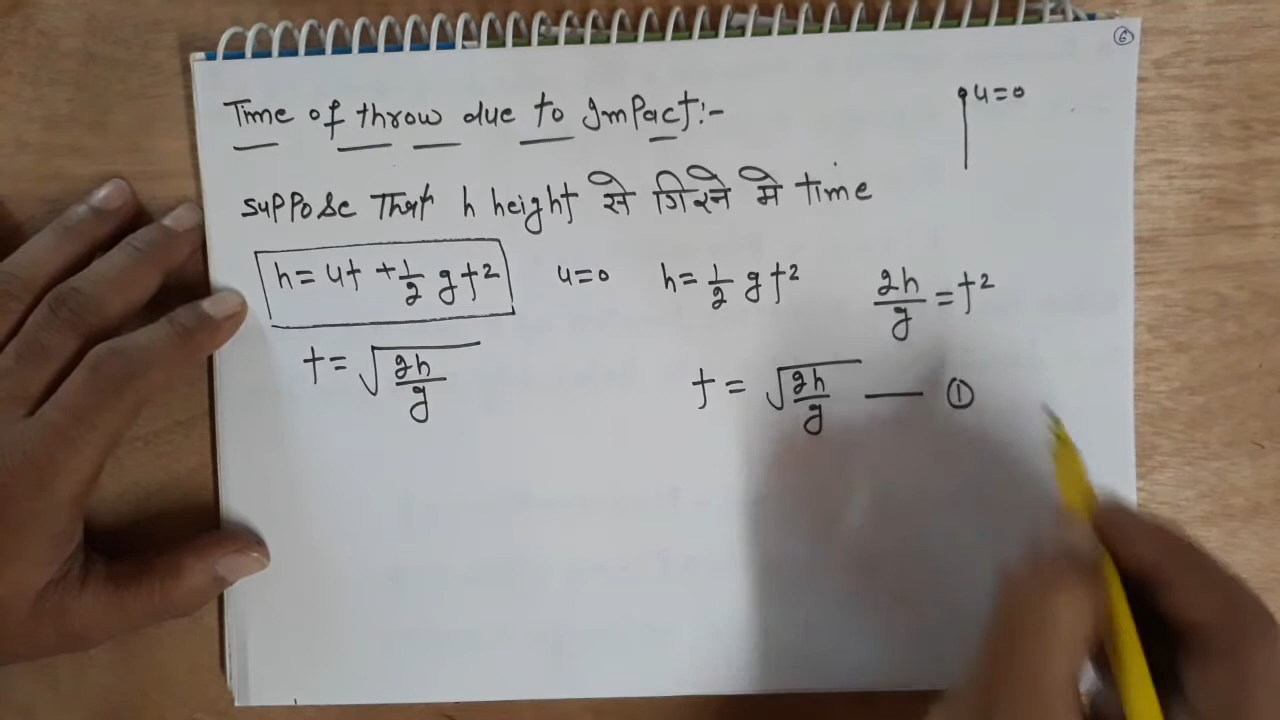 ⑥
Time of throw due to Impact:-
u=0
suppose that h height से गिरने मे time
h = ut + 1/2 gt² u=0 h = 1/2 gt² 2h/g = t²
t = √(2h/g) t = √(2h/g) — ①